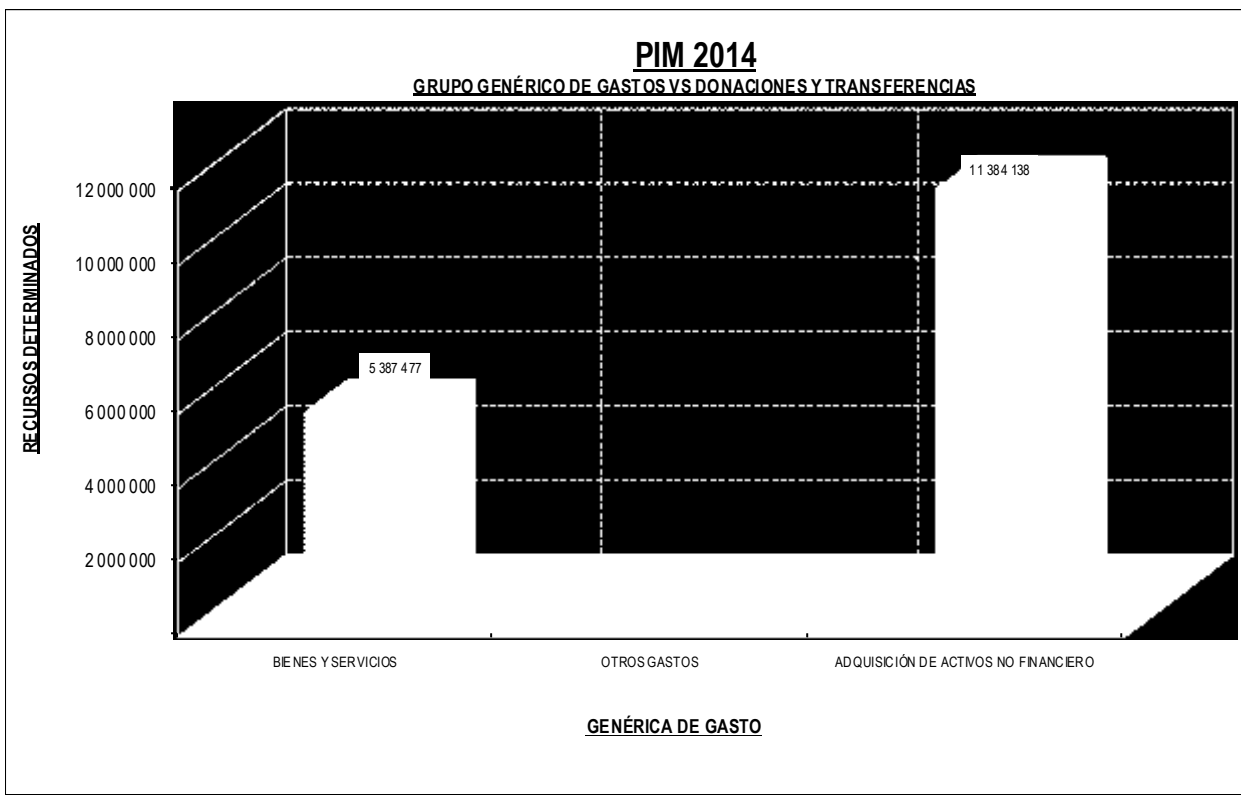 PIM 2014
GRUPO GENÉRICO DE GASTOS VS DONACIONES Y TRANSFERENCIAS
RECURSOS DETERMINADOS
12 000 000
10 000 000
8 000 000
6 000 000
4 000 000
2 000 000
5 387 477
11 384 138
BIENES Y SERVICIOS
OTROS GASTOS
ADQUISICIÓN DE ACTIVOS NO FINANCIERO
GENÉRICA DE GASTO